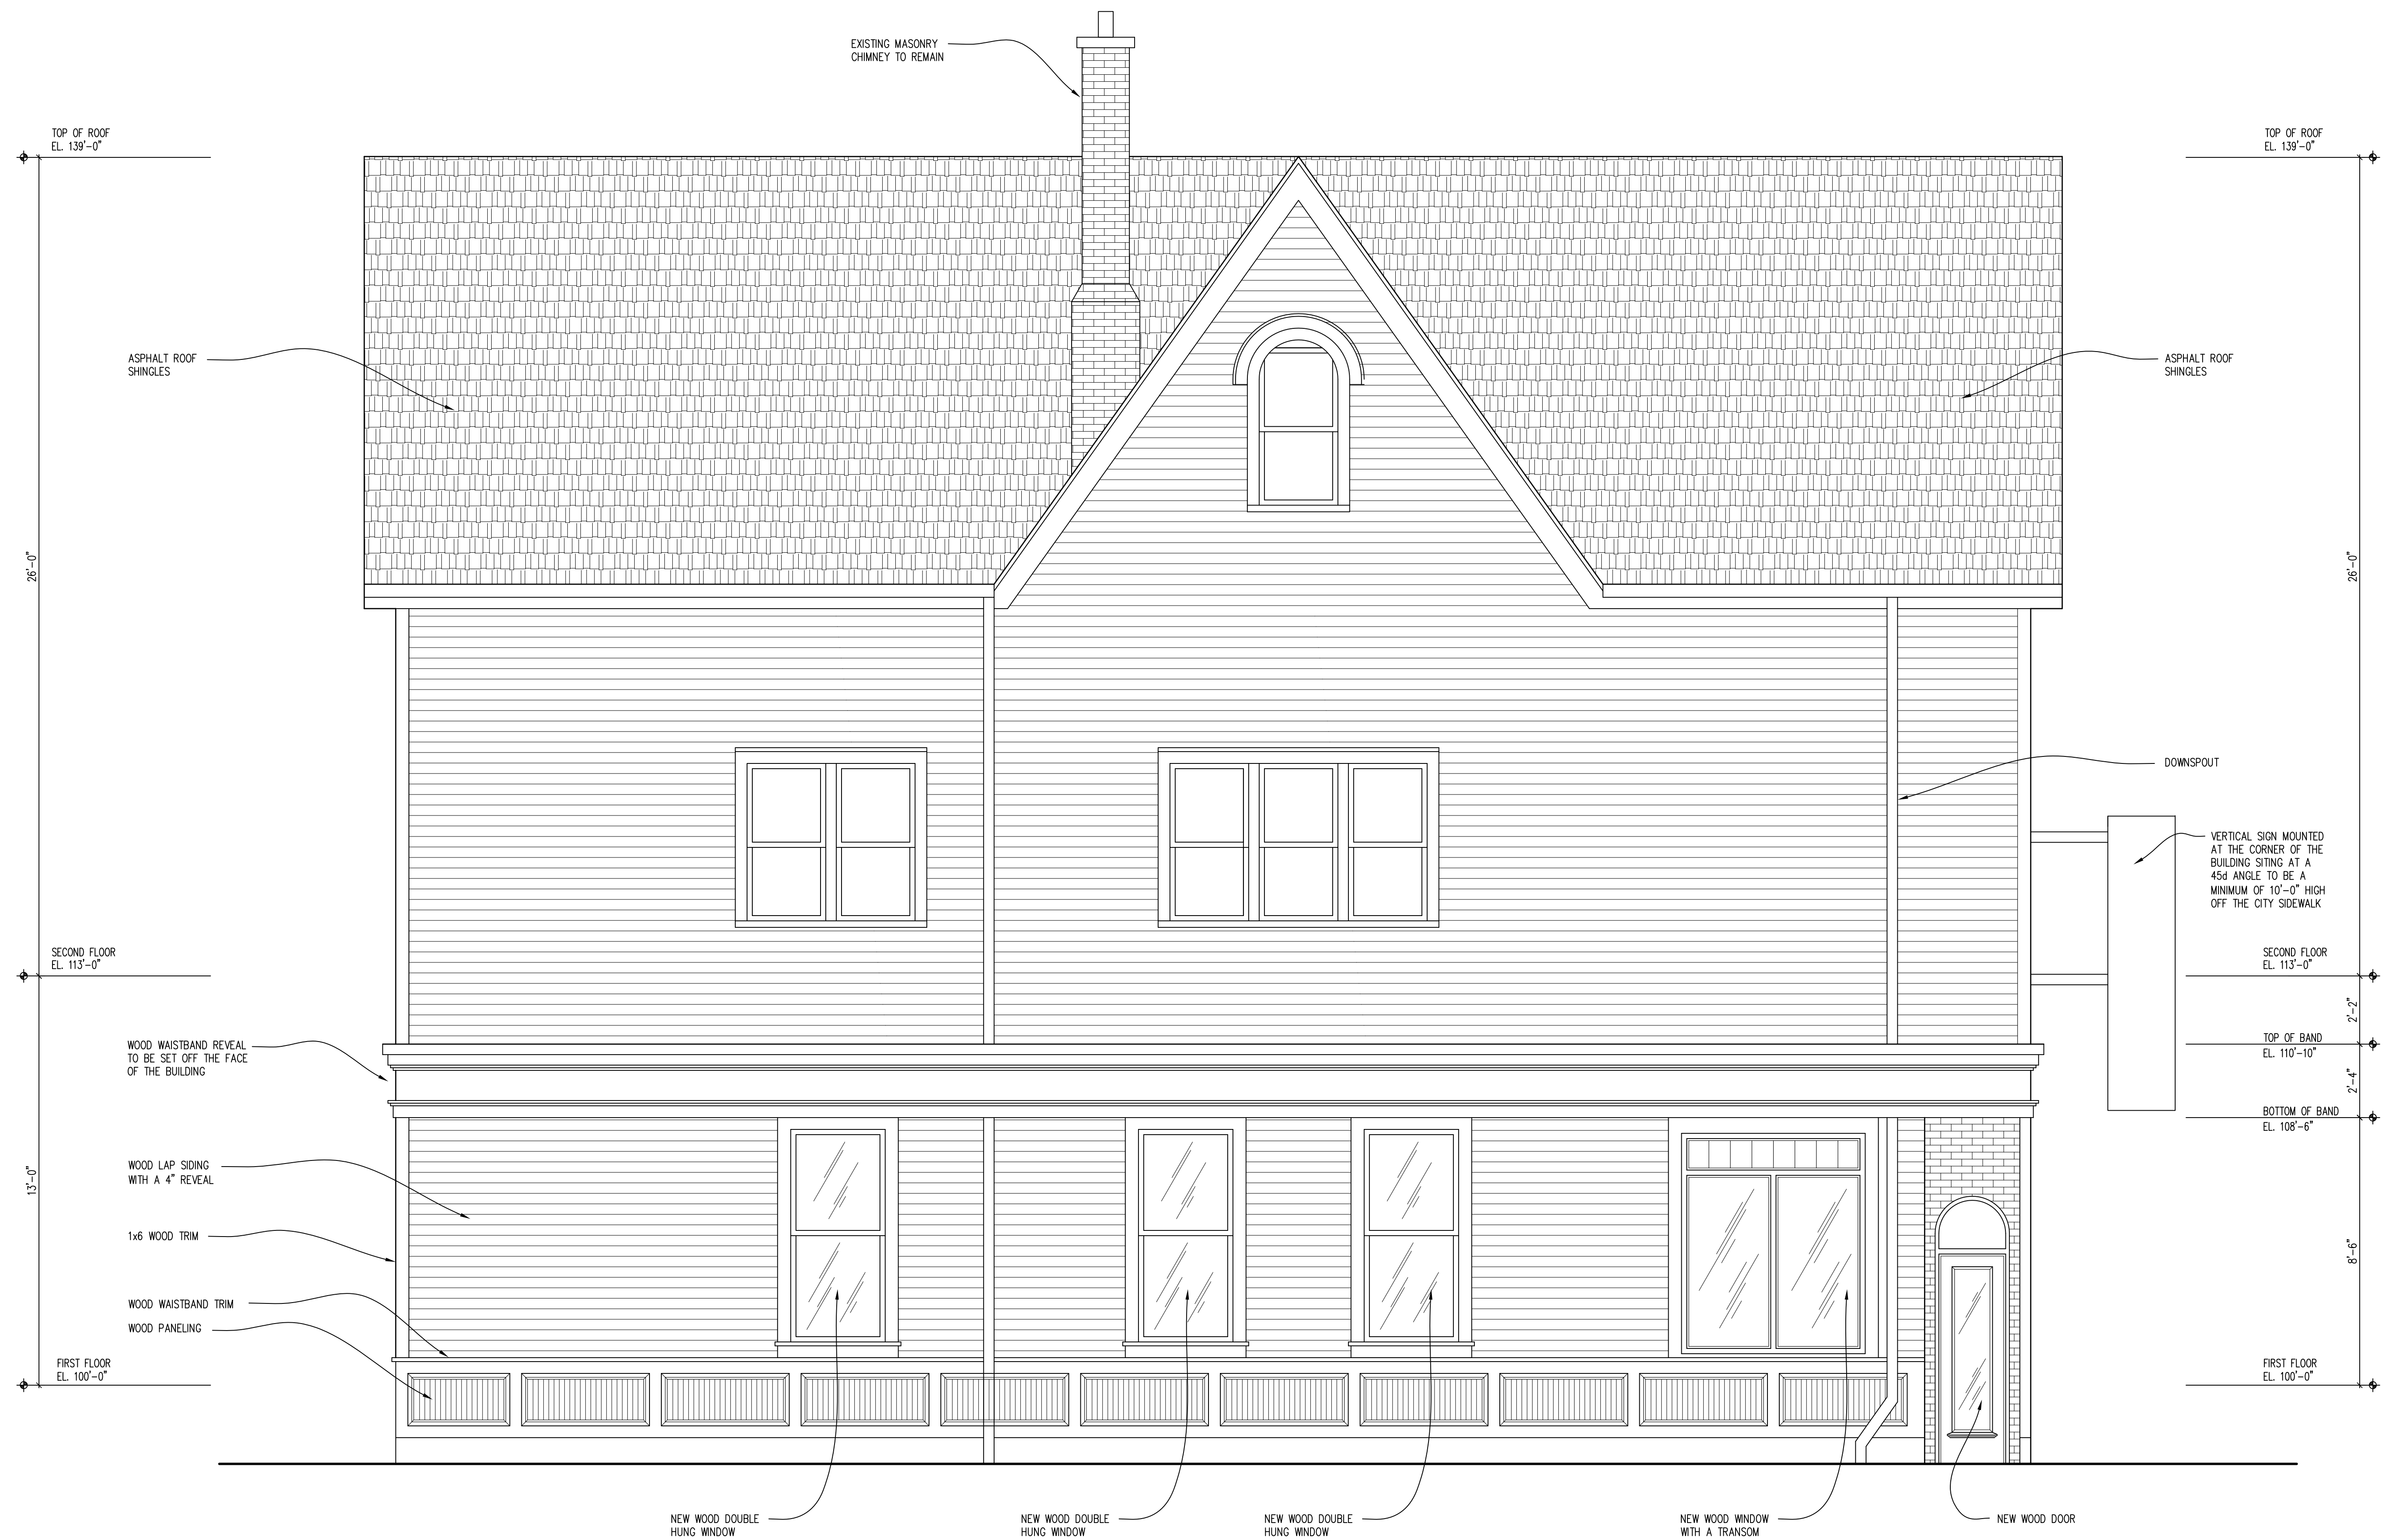 EXISTING MASONRY
CHIMNEY TO REMAIN
TOP OF ROOF
EL. 139'-0"
TOP OF ROOF
EL. 139'-0"
ASPHALT ROOF
SHINGLES
ASPHALT ROOF
SHINGLES
26'-0"
26'-0"
DOWNSPOUT
VERTICAL SIGN MOUNTED
AT THE CORNER OF THE
BUILDING SITING AT A
45d ANGLE TO BE A
MINIMUM OF 10'-0" HIGH
OFF THE CITY SIDEWALK
SECOND FLOOR
EL. 113'-0"
SECOND FLOOR
EL. 113'-0"
2'-2"
WOOD WAISTBAND REVEAL
TO BE SET OFF THE FACE
OF THE BUILDING
TOP OF BAND
EL. 110'-10"
2'-4"
BOTTOM OF BAND
EL. 108'-6"
WOOD LAP SIDING
WITH A 4" REVEAL
13'-0"
1x6 WOOD TRIM
8'-6"
WOOD WAISTBAND TRIM
WOOD PANELING
FIRST FLOOR
EL. 100'-0"
FIRST FLOOR
EL. 100'-0"
NEW WOOD DOUBLE
HUNG WINDOW
NEW WOOD DOUBLE
HUNG WINDOW
NEW WOOD DOUBLE
HUNG WINDOW
NEW WOOD WINDOW
WITH A TRANSOM
NEW WOOD DOOR